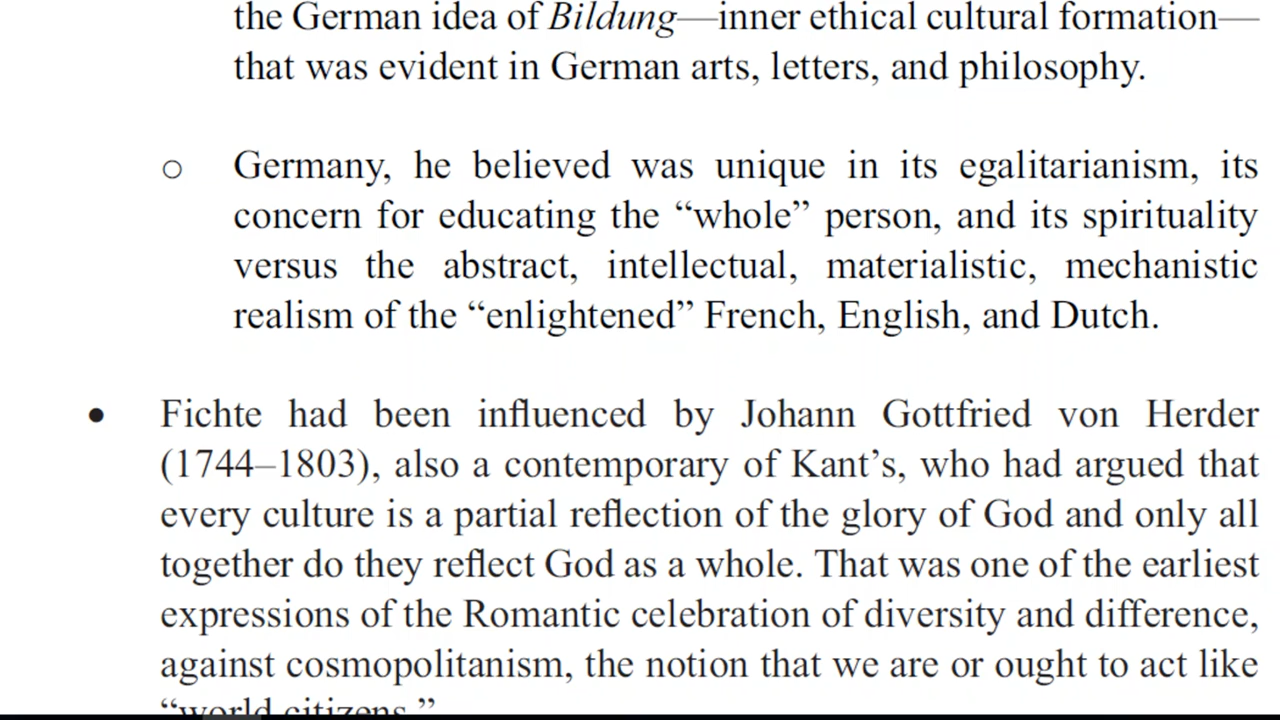 the German idea of Bildung—inner ethical cultural formation—
that was evident in German arts, letters, and philosophy.
○ Germany, he believed was unique in its egalitarianism, its
concern for educating the “whole” person, and its spirituality
versus the abstract, intellectual, materialistic, mechanistic
realism of the “enlightened” French, English, and Dutch.
● Fichte had been influenced by Johann Gottfried von Herder
(1744–1803), also a contemporary of Kant’s, who had argued that
every culture is a partial reflection of the glory of God and only all
together do they reflect God as a whole. That was one of the earliest
expressions of the Romantic celebration of diversity and difference,
against cosmopolitanism, the notion that we are or ought to act like
“world citizens.”